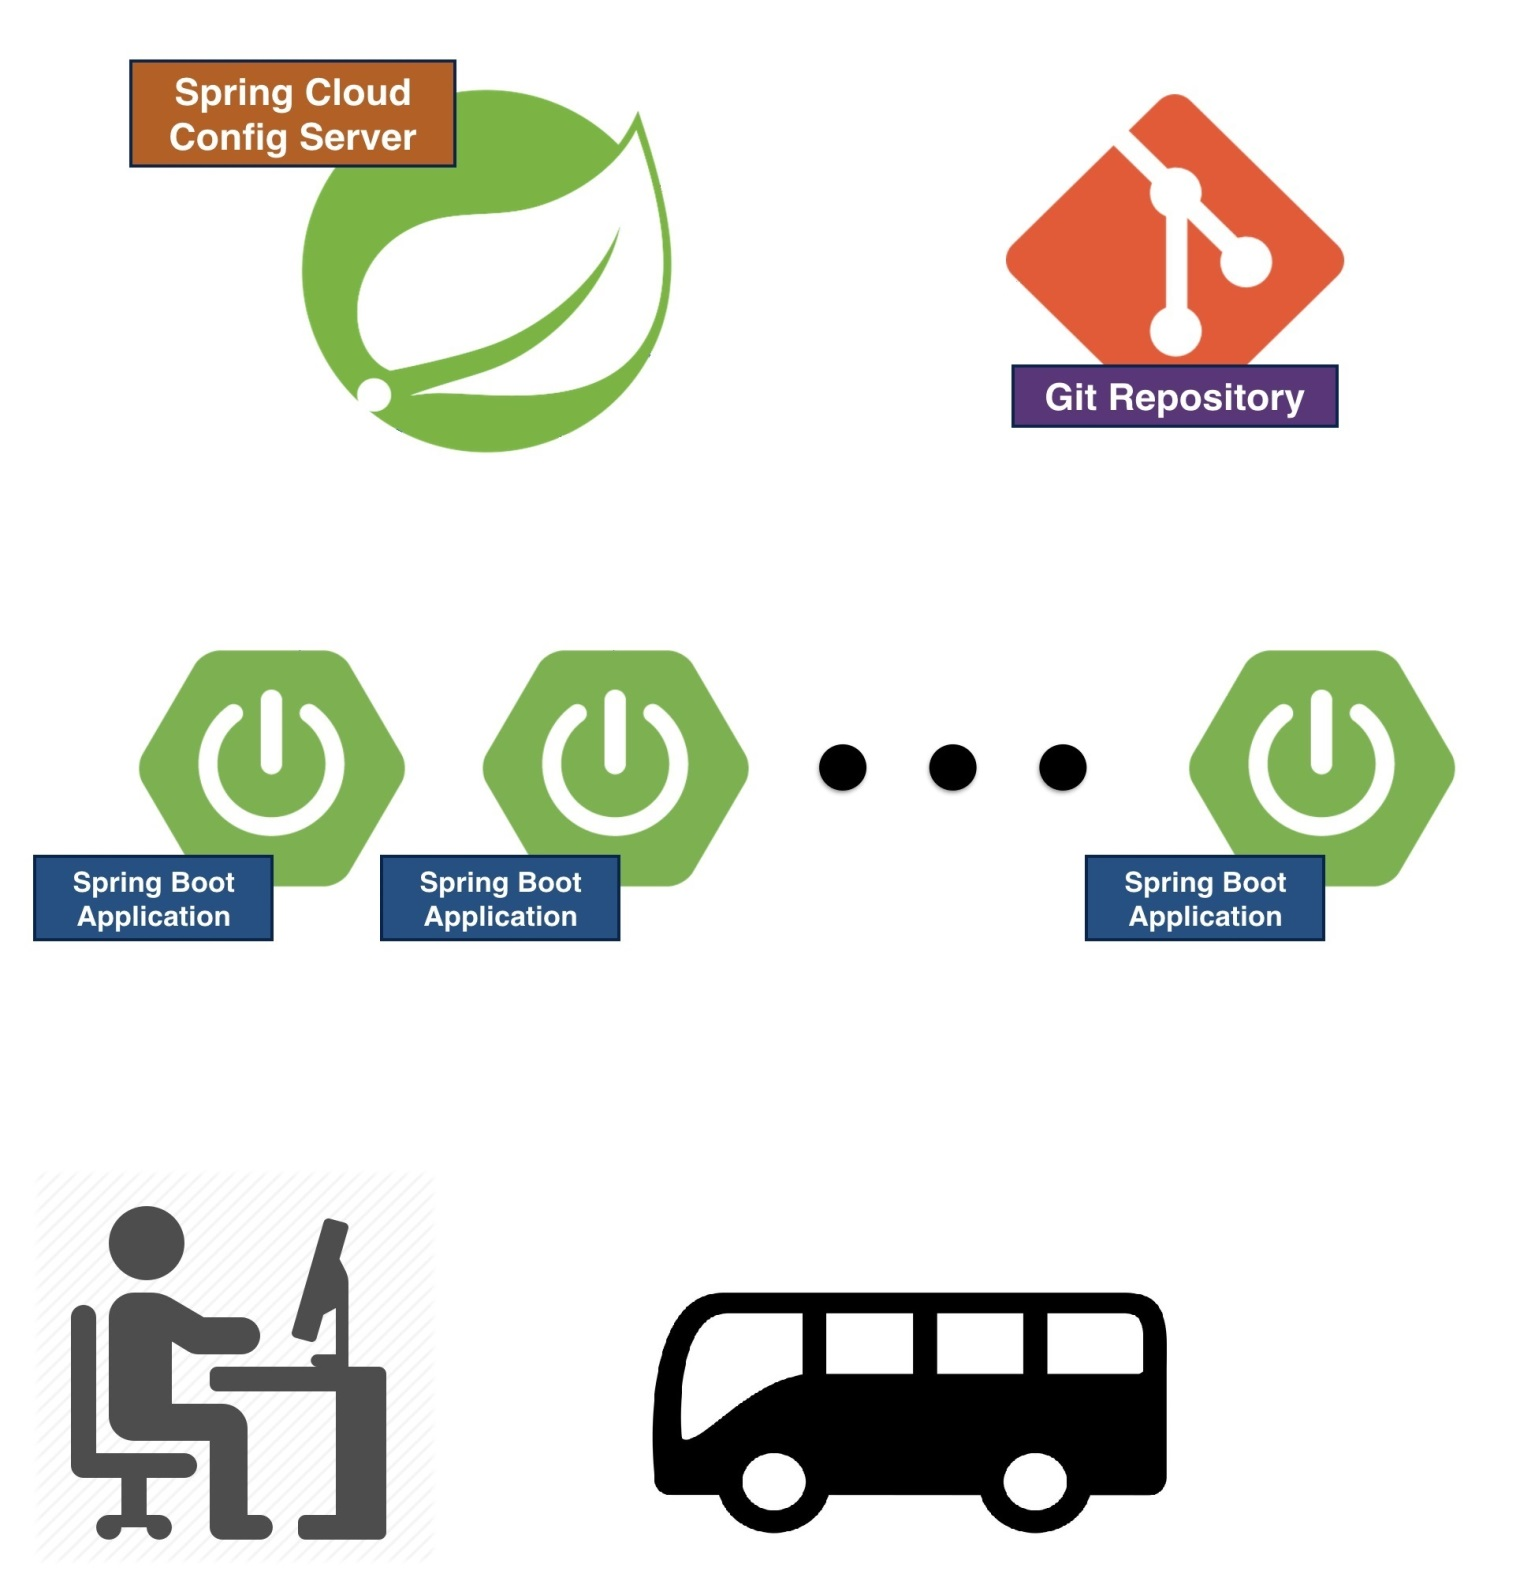 Spring Cloud
Config Server
Git Repository
Spring Boot
Application
Spring Boot
Application
Spring Boot
Application